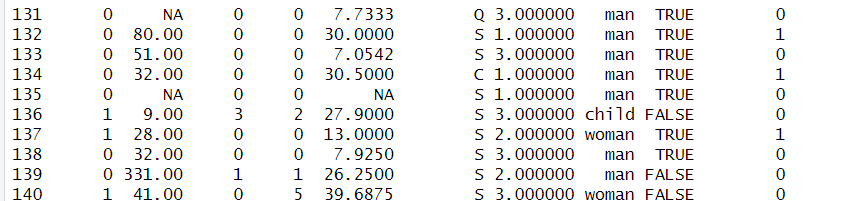 131 0 NA 0 0 7.7333 Q 3.000000 man TRUE 0
132 0 80.00 0 0 30.0000 S 1.000000 man TRUE 1
133 0 51.00 0 0 7.0542 S 3.000000 man TRUE 0
134 0 32.00 0 0 30.5000 C 1.000000 man TRUE 1
135 0 NA 0 0 NA S 1.000000 man TRUE 0
136 1 9.00 3 2 27.9000 S 3.000000 child FALSE 0
137 1 28.00 0 0 13.0000 S 2.000000 woman TRUE 1
138 0 32.00 0 0 7.9250 S 3.000000 man TRUE 0
139 0 331.00 1 1 26.2500 S 2.000000 man FALSE 0
140 1 41.00 0 5 39.6875 S 3.000000 woman FALSE 0